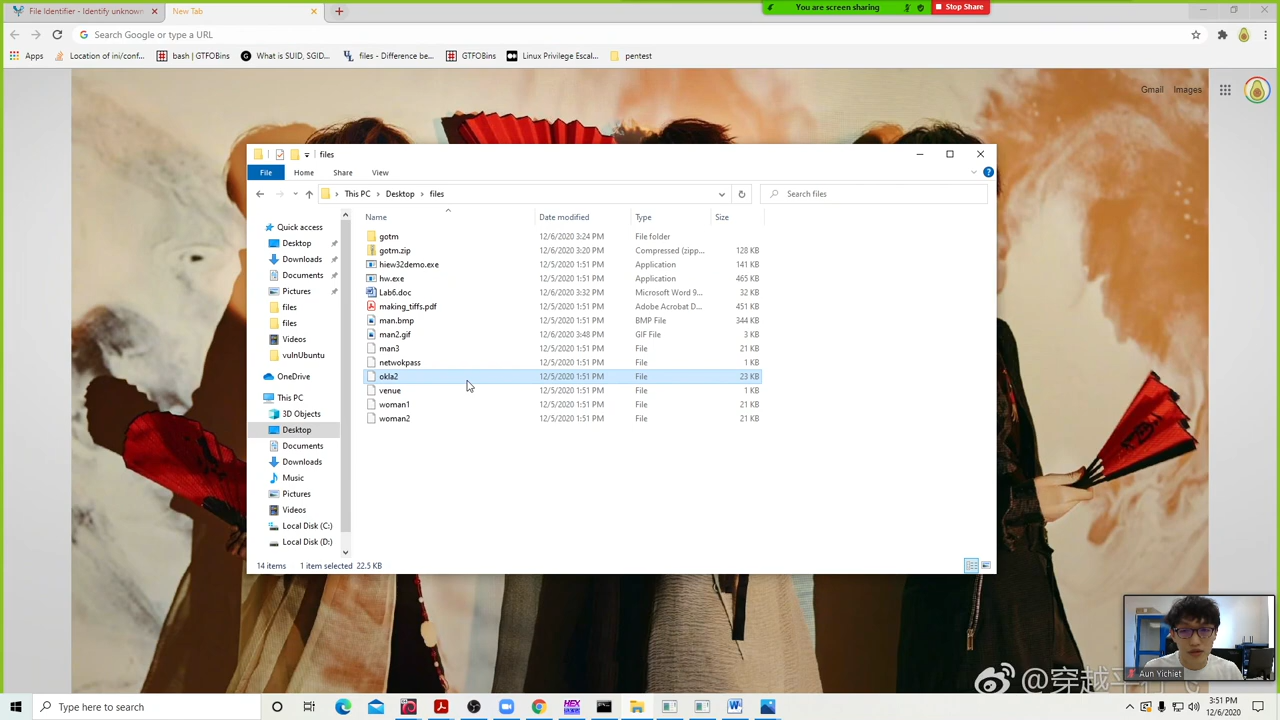 File Identifier - Identify unknown
New Tab
You are screen sharing
Stop Share
Search Google or type a URL
Apps
Location of ini/conf...
bash | GTFOBins
What is SUID, SGID...
files - Difference be...
GTFOBins
Linux Privilege Escal...
pentest
Gmail
Images
files
File
Home
Share
View
This PC
Desktop
files
Search files
Name
Date modified
Type
Size
Quick access
Desktop
Downloads
Documents
Pictures
files
files
Videos
vulnUbuntu
OneDrive
This PC
3D Objects
Desktop
Documents
Downloads
Music
Pictures
Videos
Local Disk (C:)
Local Disk (D:)
gotm 12/6/2020 3:24 PM File folder
gotm.zip 12/6/2020 3:20 PM Compressed (zipp... 128 KB
hiew32demo.exe 12/5/2020 1:51 PM Application 141 KB
hw.exe 12/5/2020 1:51 PM Application 465 KB
Lab6.doc 12/6/2020 3:32 PM Microsoft Word 9... 32 KB
making_tiffs.pdf 12/5/2020 1:51 PM Adobe Acrobat D... 451 KB
man.bmp 12/5/2020 1:51 PM BMP File 344 KB
man2.gif 12/6/2020 3:48 PM GIF File 3 KB
man3 12/5/2020 1:51 PM File 21 KB
netwokpass 12/5/2020 1:51 PM File 1 KB
okla2 12/5/2020 1:51 PM File 23 KB
venue 12/5/2020 1:51 PM File 1 KB
woman1 12/5/2020 1:51 PM File 21 KB
woman2 12/5/2020 1:51 PM File 21 KB
14 items 1 item selected 22.5 KB
Aun Yichiet
Type here to search
HEX
3:51 PM
12/6/2020